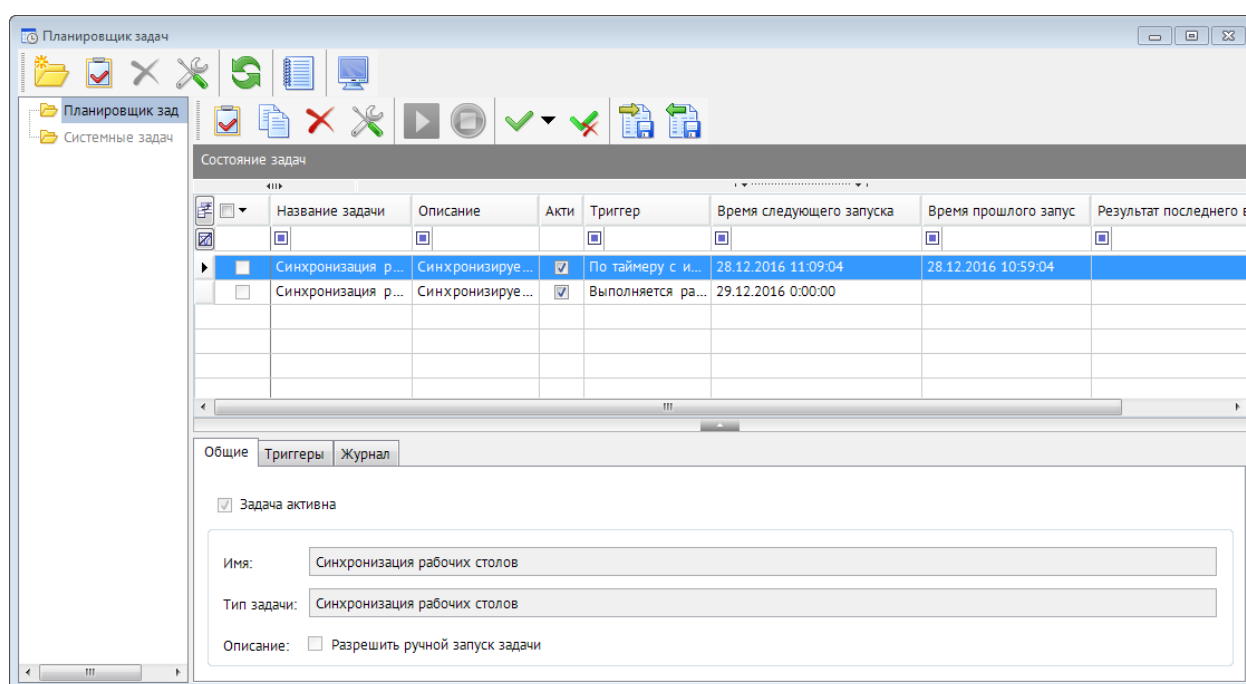 Планировщик задач
Планировщик зад
Системные задач
Состояние задач
Название задачи Описание Акти Триггер Время следующего запуска Время прошлого запус Результат последнего в
Синхронизация р... Синхронизируе... По таймеру с и... 28.12.2016 11:09:04 28.12.2016 10:59:04
Синхронизация р... Синхронизируе... Выполняется ра... 29.12.2016 0:00:00
Общие Триггеры Журнал
Задача активна
Имя: Синхронизация рабочих столов
Тип задачи: Синхронизация рабочих столов
Описание: Разрешить ручной запуск задачи